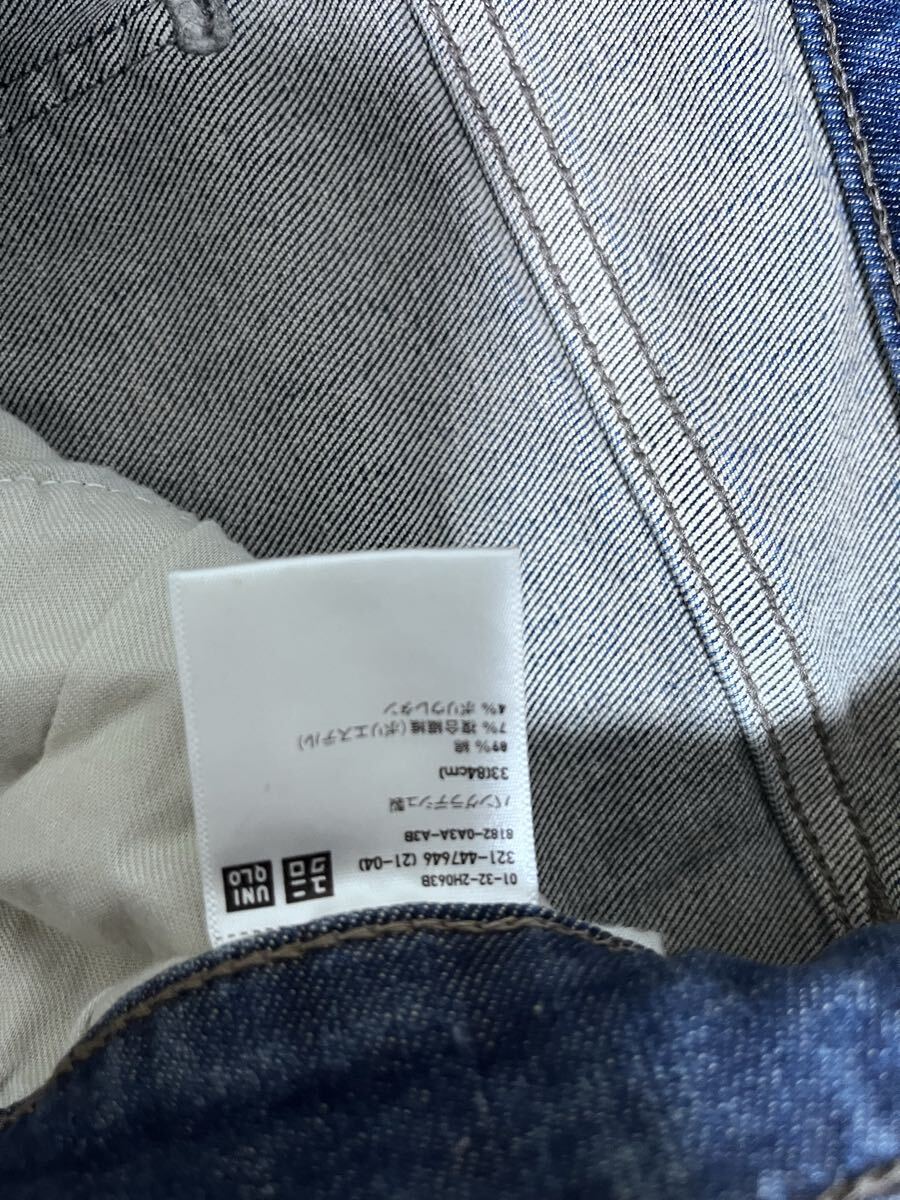 01-32-2H063B
321-447646 (21-04)
8182-0A3A-A3B
ユニ
クロ
UNI
QLO
バングラデシュ製
33(84cm)
89% 綿
7% 複合繊維(ポリエステル)
4% ポリウレタン